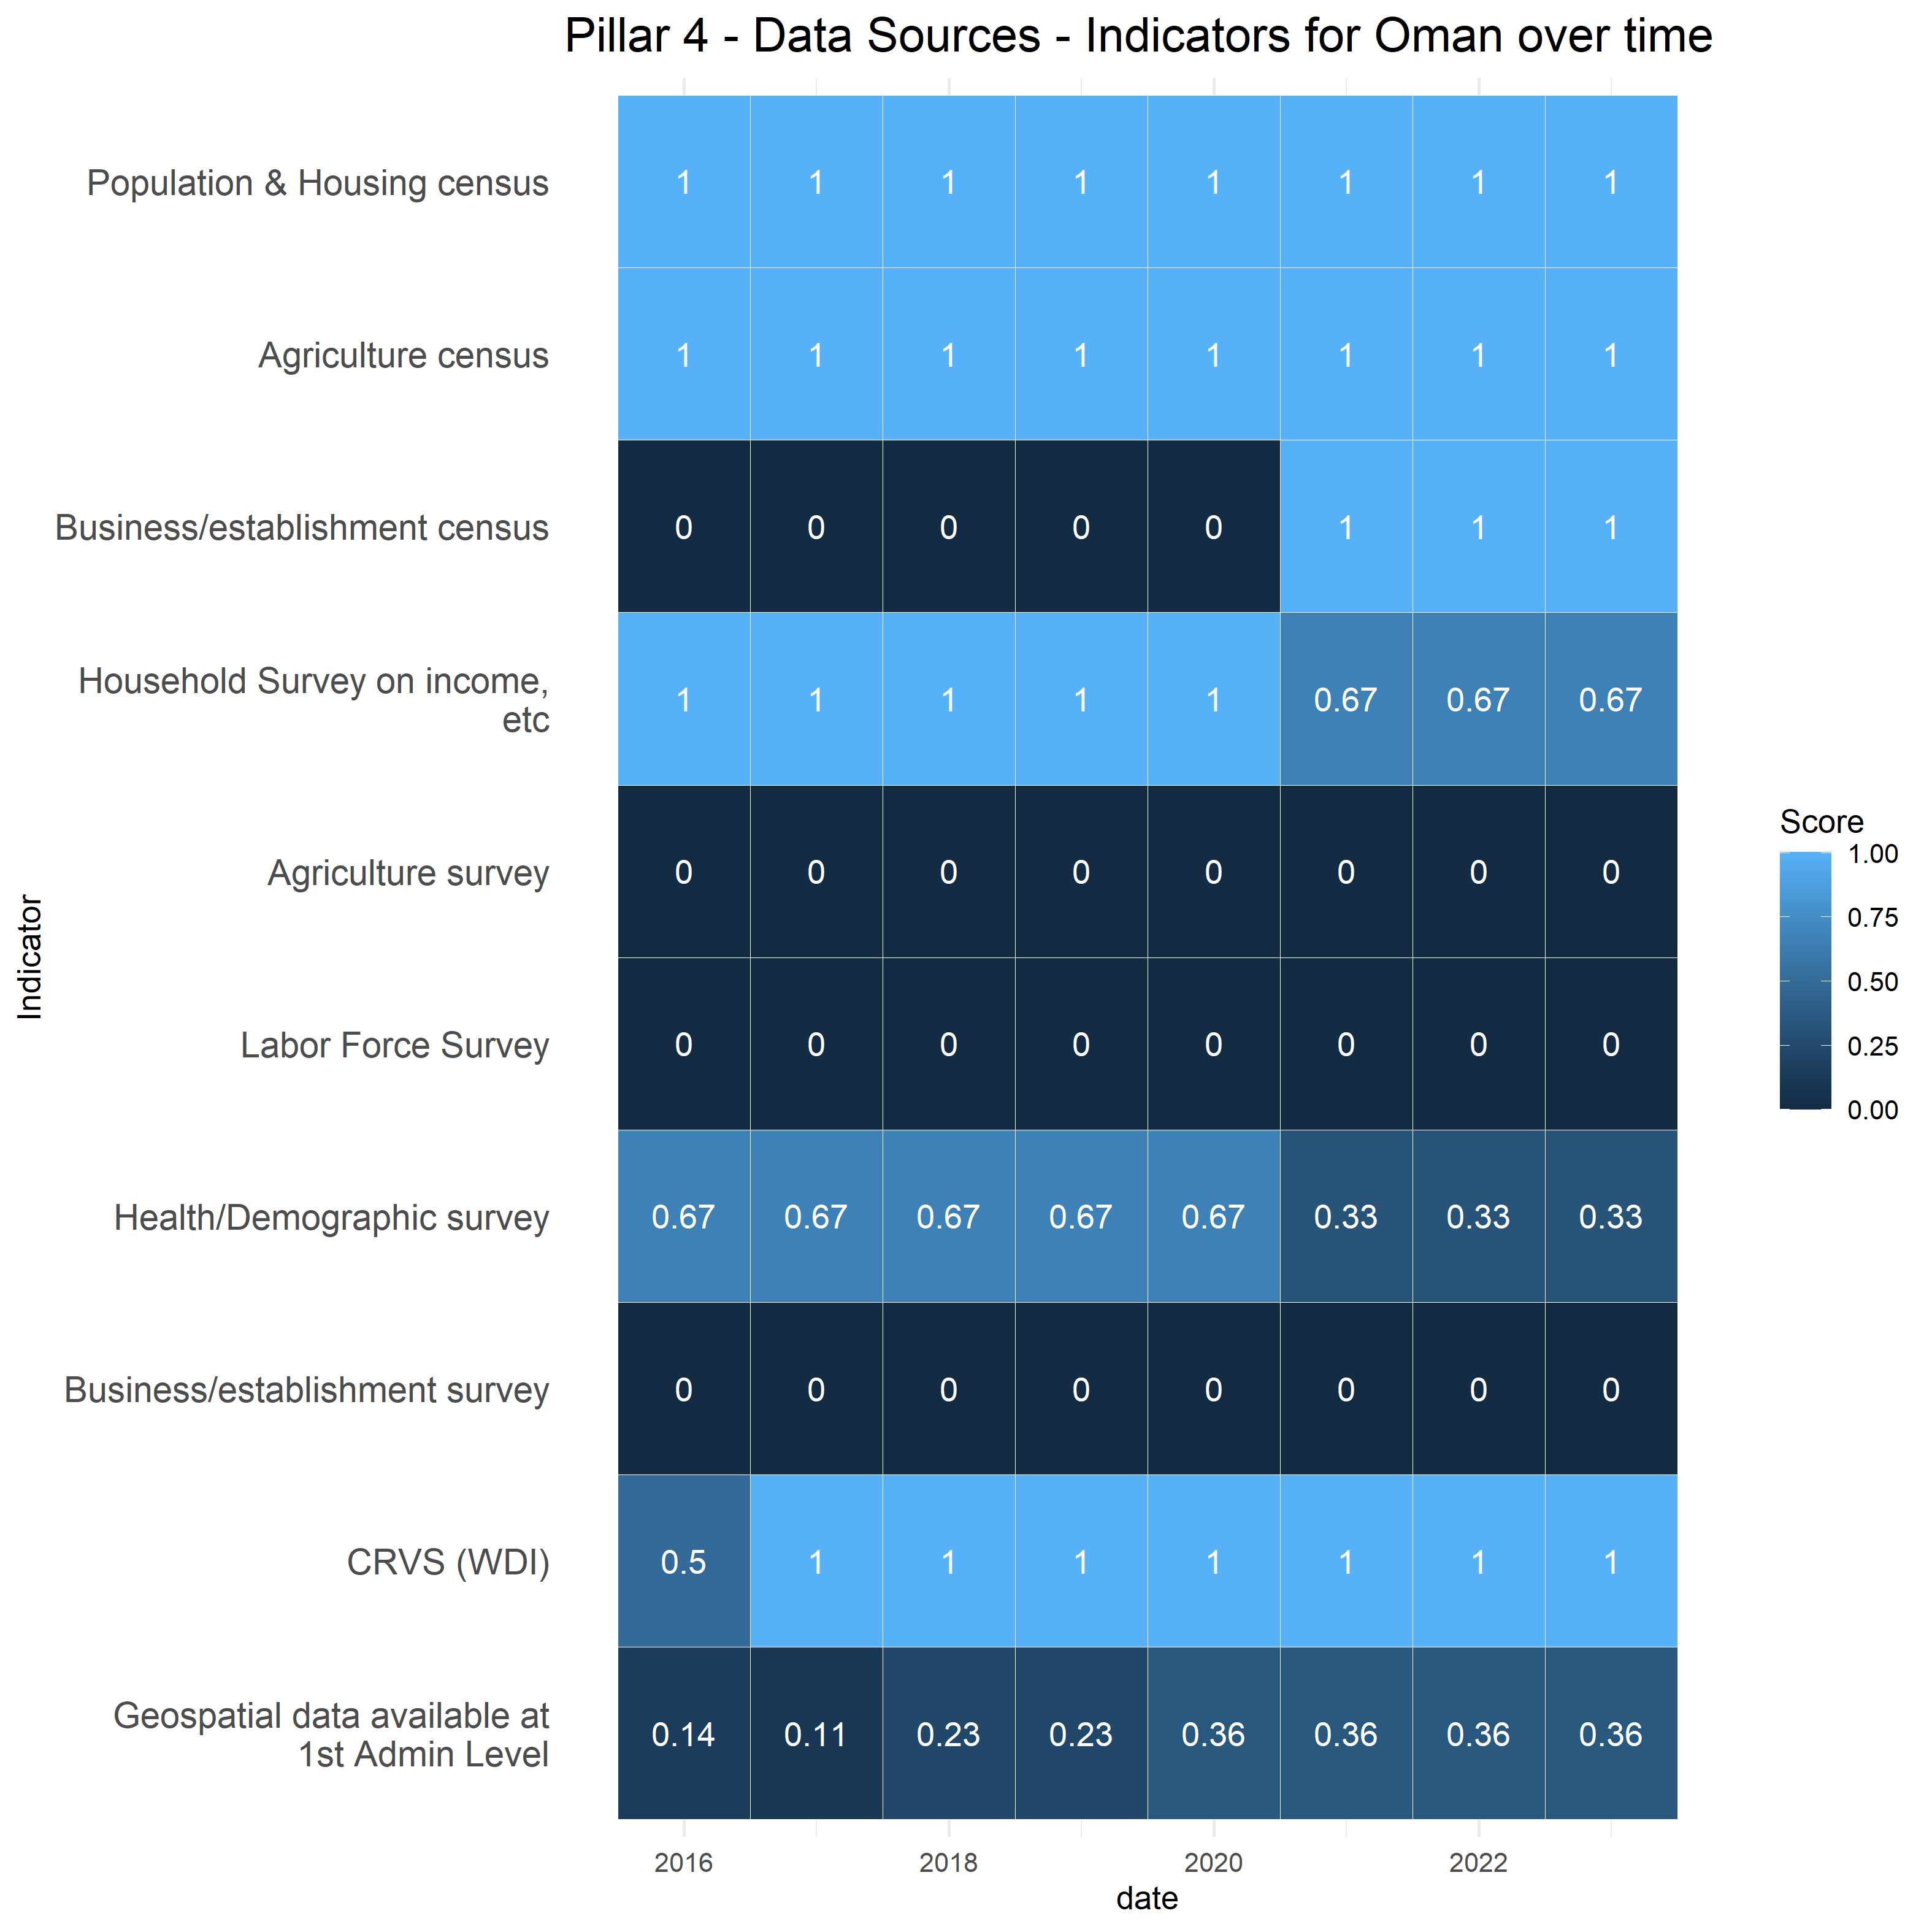 Pillar 4 - Data Sources - Indicators for Oman over time
Indicator
Population & Housing census 1 1 1 1 1 1 1 1
Agriculture census 1 1 1 1 1 1 1 1
Business/establishment census 0 0 0 0 0 1 1 1
Household Survey on income,
etc
1 1 1 1 1 0.67 0.67 0.67
Agriculture survey 0 0 0 0 0 0 0 0
Labor Force Survey 0 0 0 0 0 0 0 0
Health/Demographic survey 0.67 0.67 0.67 0.67 0.67 0.33 0.33 0.33
Business/establishment survey 0 0 0 0 0 0 0 0
CRVS (WDI) 0.5 1 1 1 1 1 1 1
Geospatial data available at
1st Admin Level
0.14 0.11 0.23 0.23 0.36 0.36 0.36 0.36
2016 2018 2020 2022
date
Score
1.00
0.75
0.50
0.25
0.00